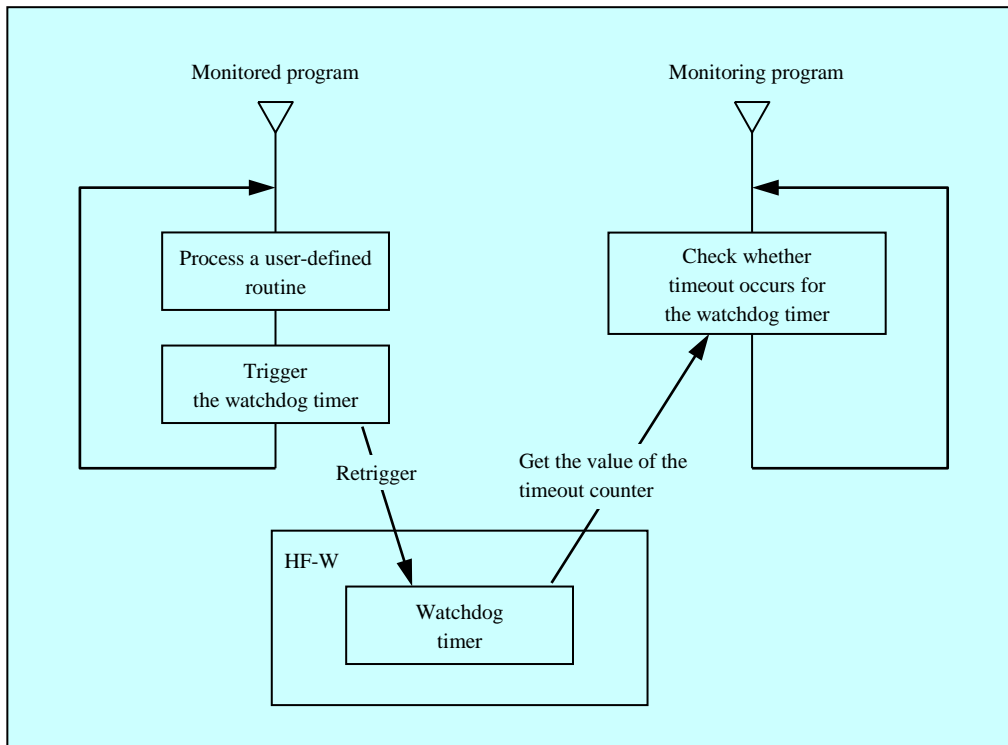 Monitored program
Monitoring program
Process a user-defined
routine
Check whether
timeout occurs for
the watchdog timer
Trigger
the watchdog timer
Retrigger
Get the value of the
timeout counter
HF-W
Watchdog
timer